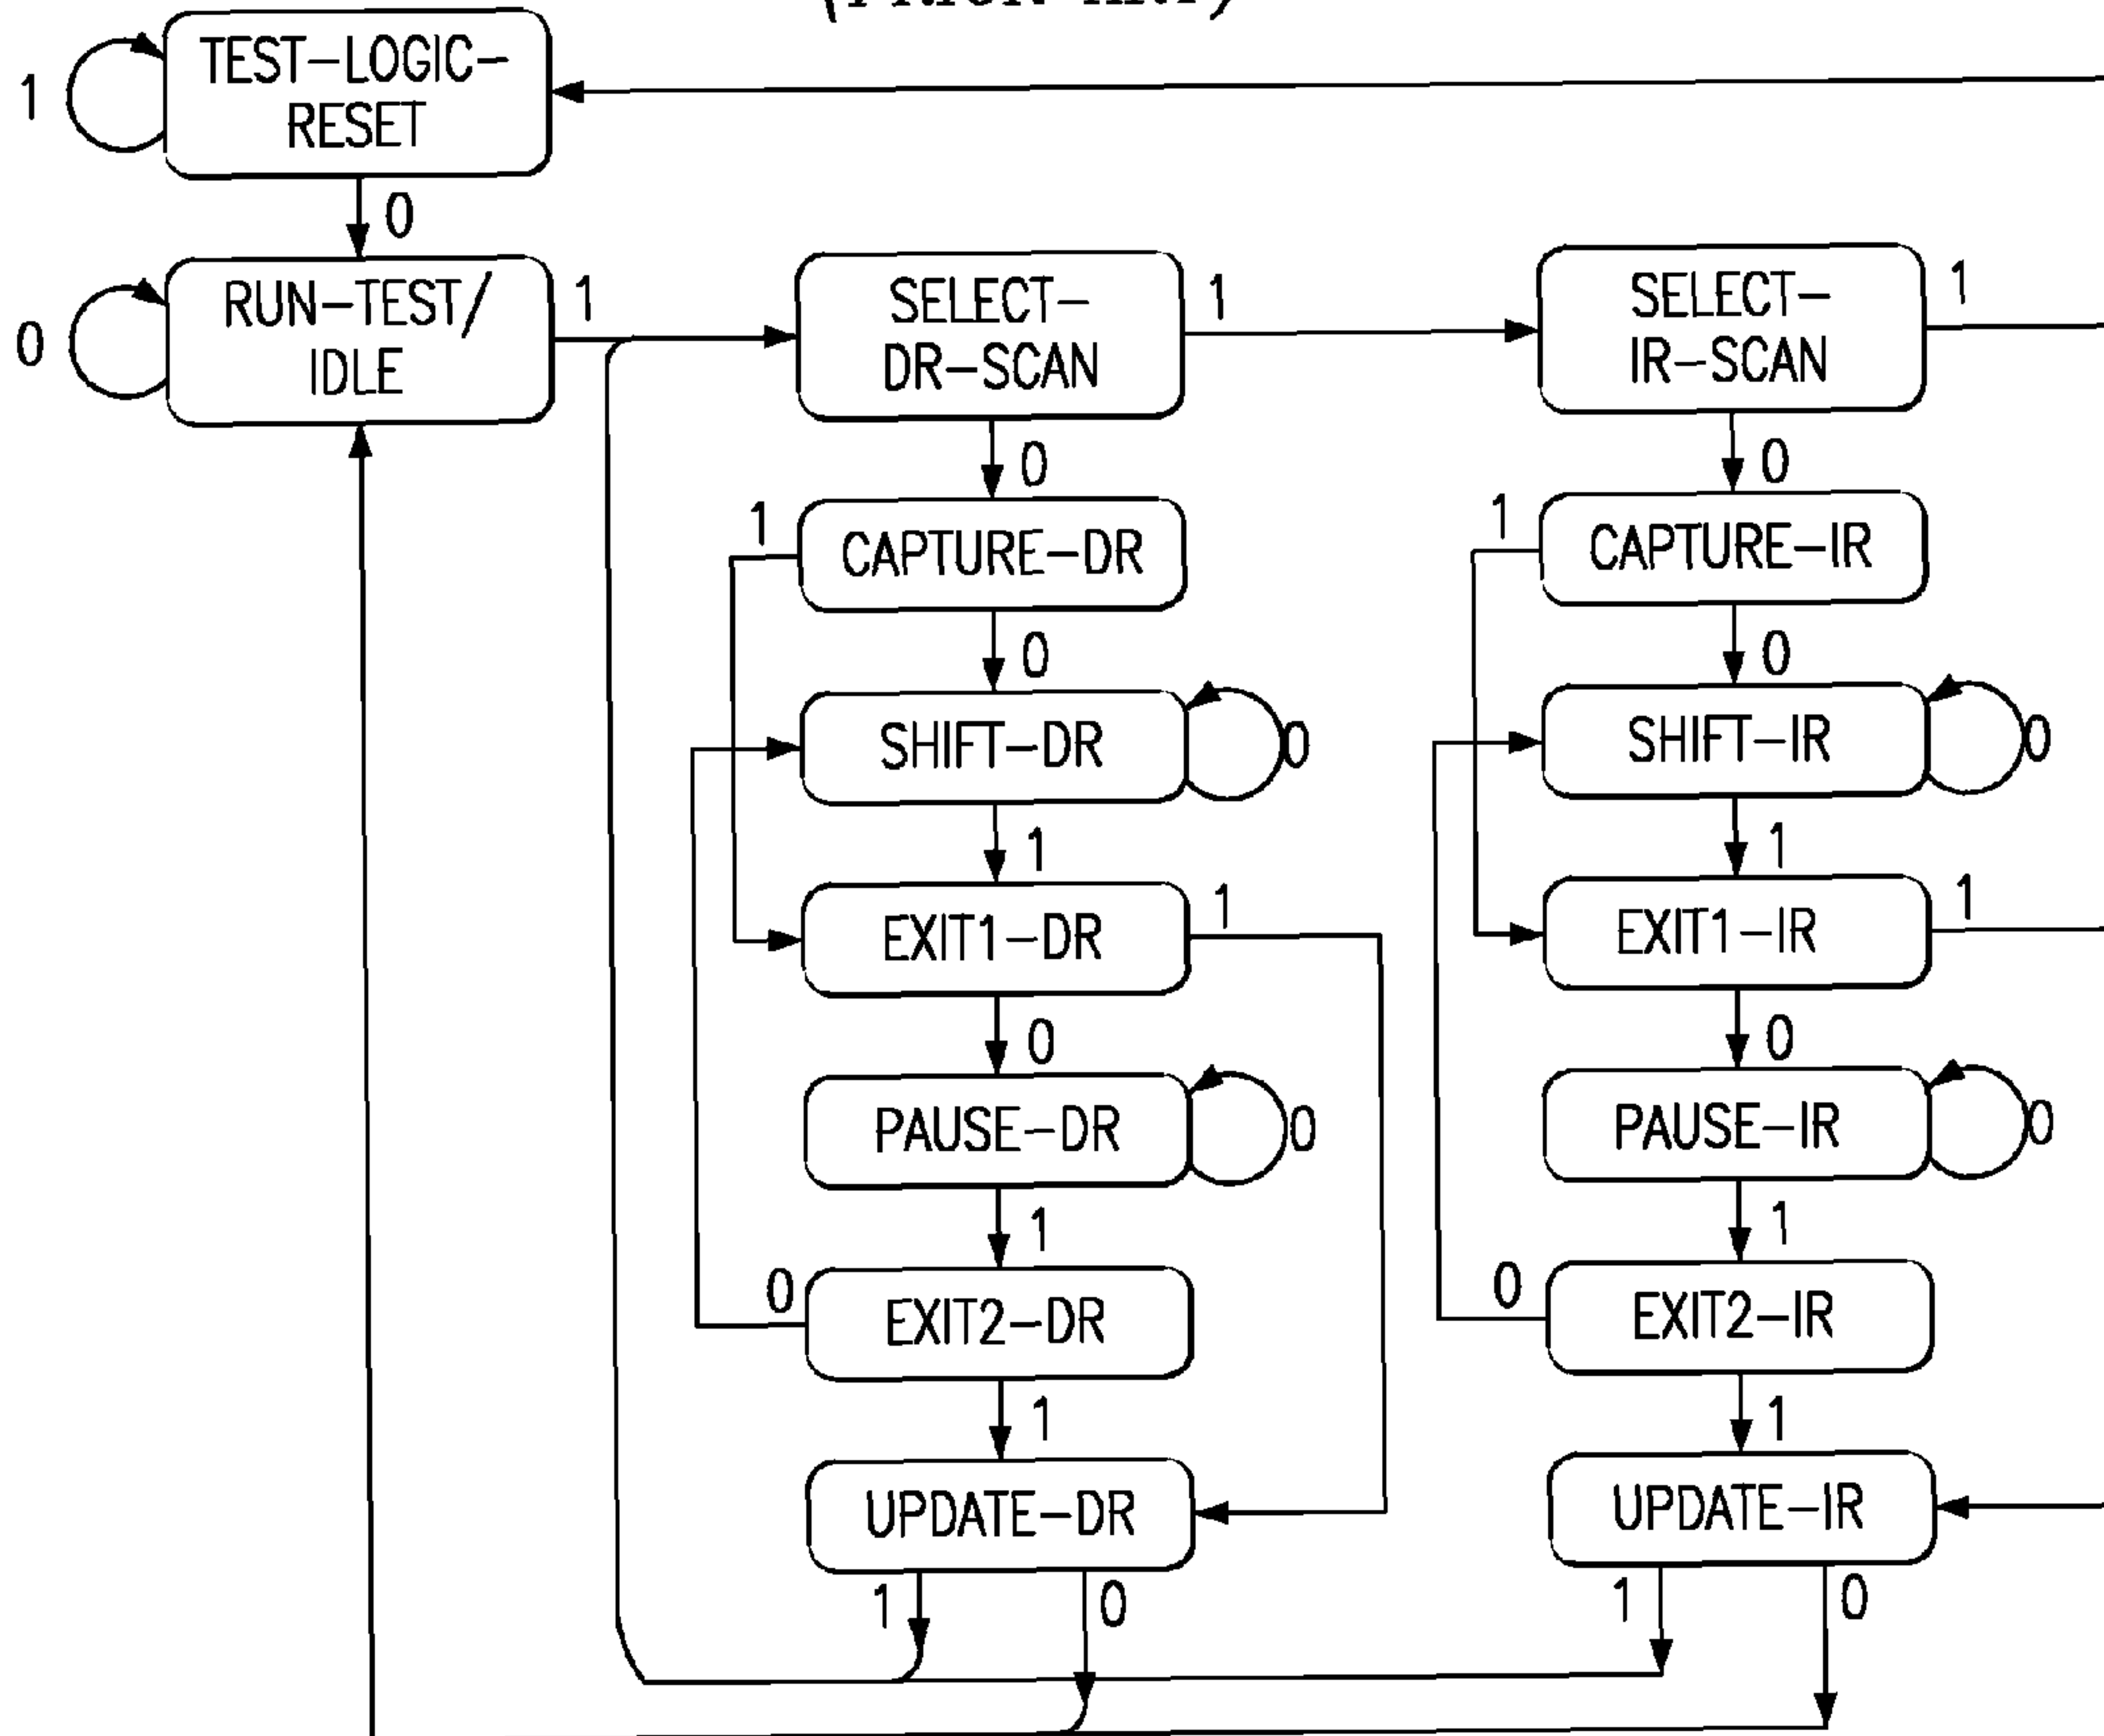 (PRIOR ART)
TEST-LOGIC-
RESET
1
0
RUN-TEST/
IDLE
0
1
SELECT-
DR-SCAN
1
SELECT-
IR-SCAN
1
0
0
1
CAPTURE-DR
1
CAPTURE-IR
0
0
SHIFT-DR
0
SHIFT-IR
0
1
1
EXIT1-DR
1
EXIT1-IR
1
0
0
PAUSE-DR
0
PAUSE-IR
0
1
1
0
EXIT2-DR
0
EXIT2-IR
1
1
UPDATE-DR
UPDATE-IR
1
0
1
0